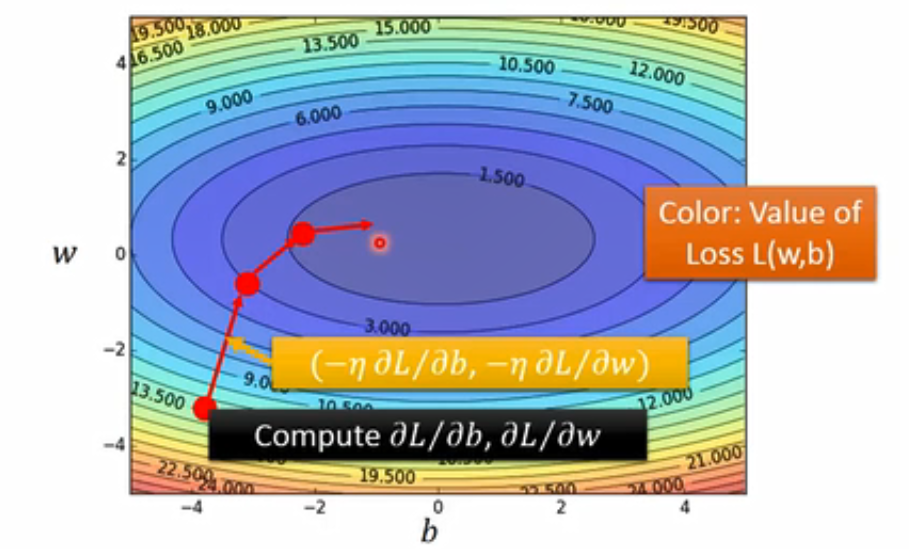 19.500 18.000 15.000 18.000 19.500
16.500 13.500
10.500 12.000
9.000 7.500
6.000
1.500
4
2
0
−2
−4
w
Color: Value of
Loss L(w,b)
3.000
(−η ∂L/∂b, −η ∂L/∂w)
9.0
13.500 10.500 12.000
Compute ∂L/∂b, ∂L/∂w
22.500 19.500 21.000
24.000 24.000
−4 −2 0 2 4
b